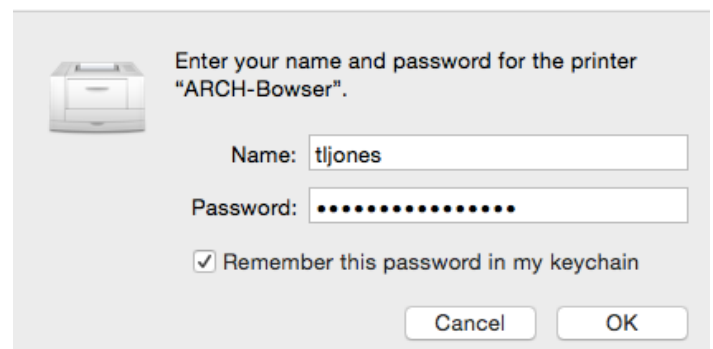 Enter your name and password for the printer
“ARCH-Bowser”.
Name: tljones
Password: ••••••••••••••••
Remember this password in my keychain
Cancel OK